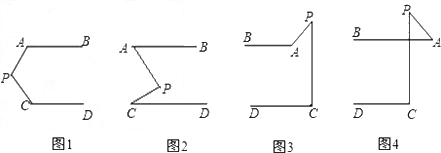 A B P C D
图1
A B P C D
图2
P B A D C
图3
P B A D C
图4